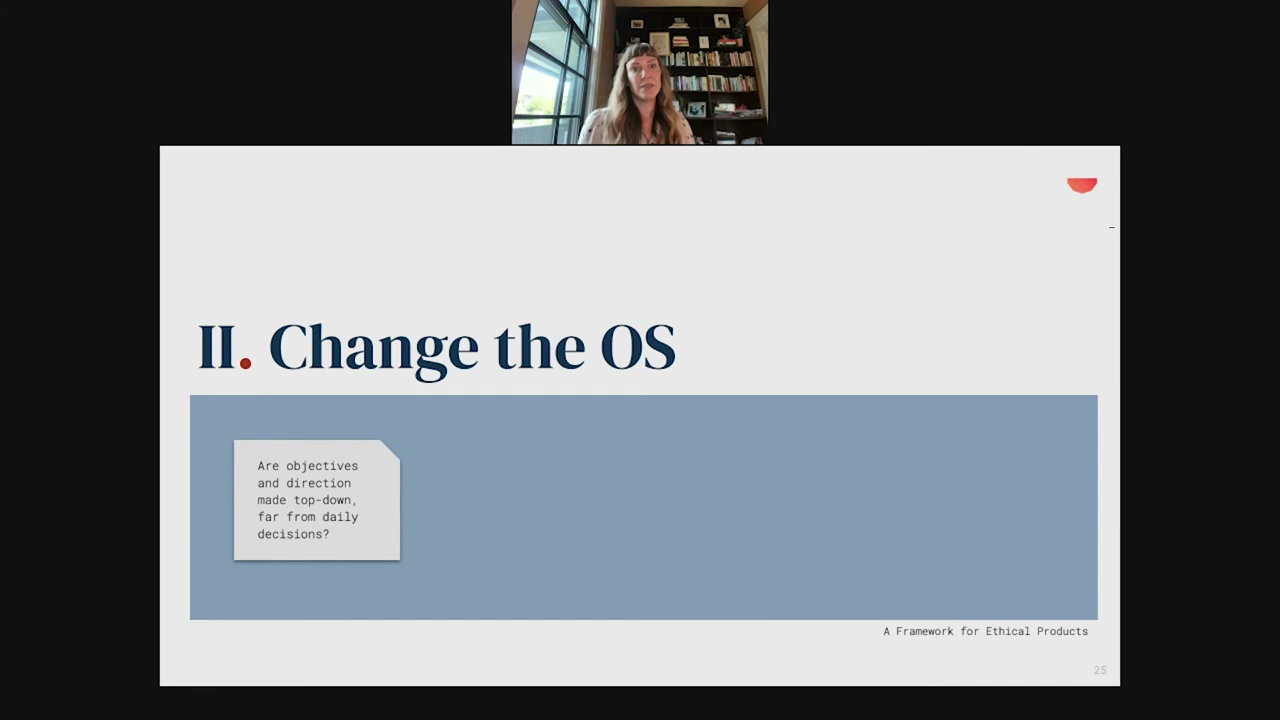 II. Change the OS
Are objectives
and direction
made top-down,
far from daily
decisions?
A Framework for Ethical Products
25